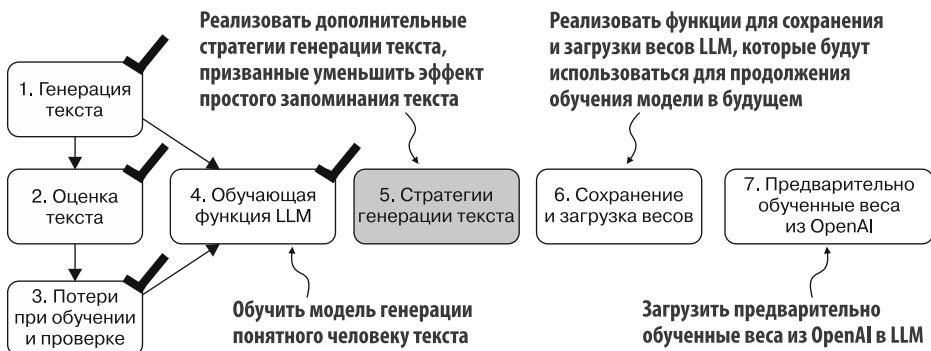 Реализовать дополнительные
стратегии генерации текста,
призванные уменьшить эффект
простого запоминания текста
Реализовать функции для сохранения
и загрузки весов LLM, которые будут
использоваться для продолжения
обучения модели в будущем
1. Генерация
текста
2. Оценка
текста
3. Потери
при обучении
и проверке
4. Обучающая
функция LLM
5. Стратегии
генерации текста
6. Сохранение
и загрузка весов
7. Предварительно
обученные веса
из OpenAI
Обучить модель генерации
понятного человеку текста
Загрузить предварительно
обученные веса из OpenAI в LLM